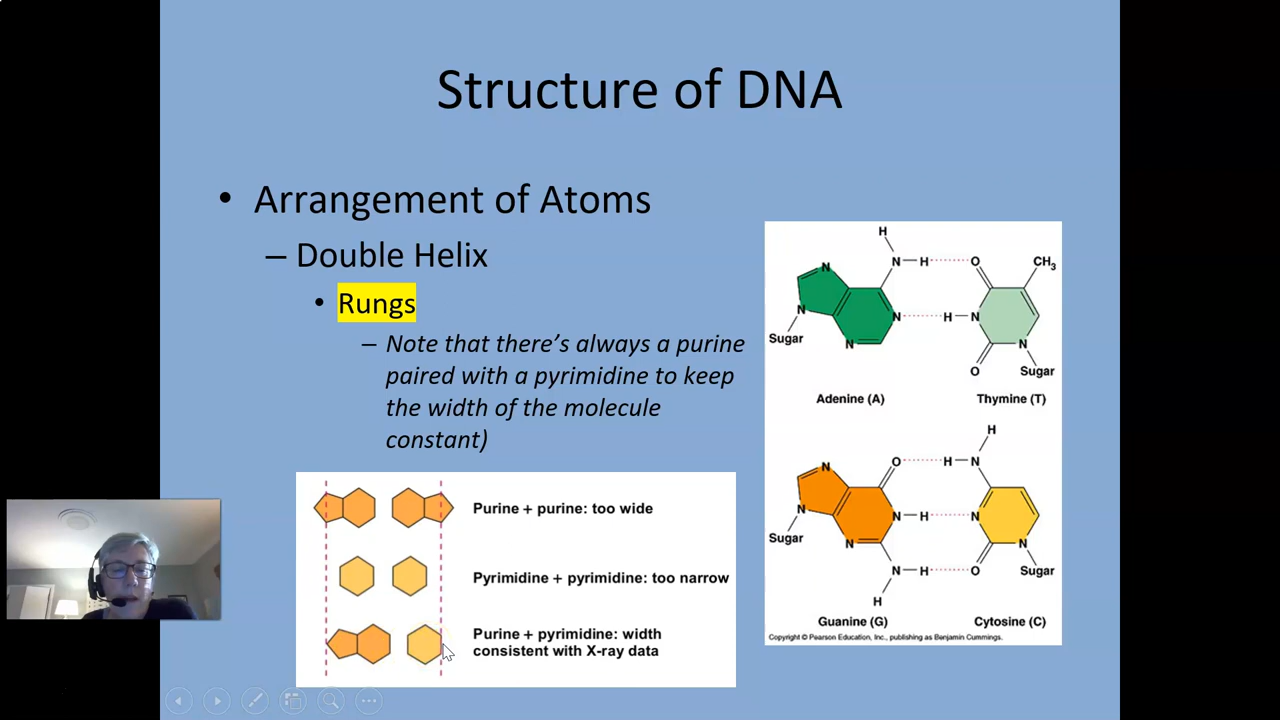 Structure of DNA
• Arrangement of Atoms
– Double Helix
• Rungs
– Note that there's always a purine
paired with a pyrimidine to keep
the width of the molecule
constant)
Purine + purine: too wide
Pyrimidine + pyrimidine: too narrow
Purine + pyrimidine: width
consistent with X-ray data
H
N H O CH3
N
N N H N
Sugar N
N O Sugar
Adenine (A) Thymine (T)
H
O H N
N
N N H N
Sugar N
N H O Sugar
H
Guanine (G) Cytosine (C)
Copyright © Pearson Education, Inc., publishing as Benjamin Cummings.